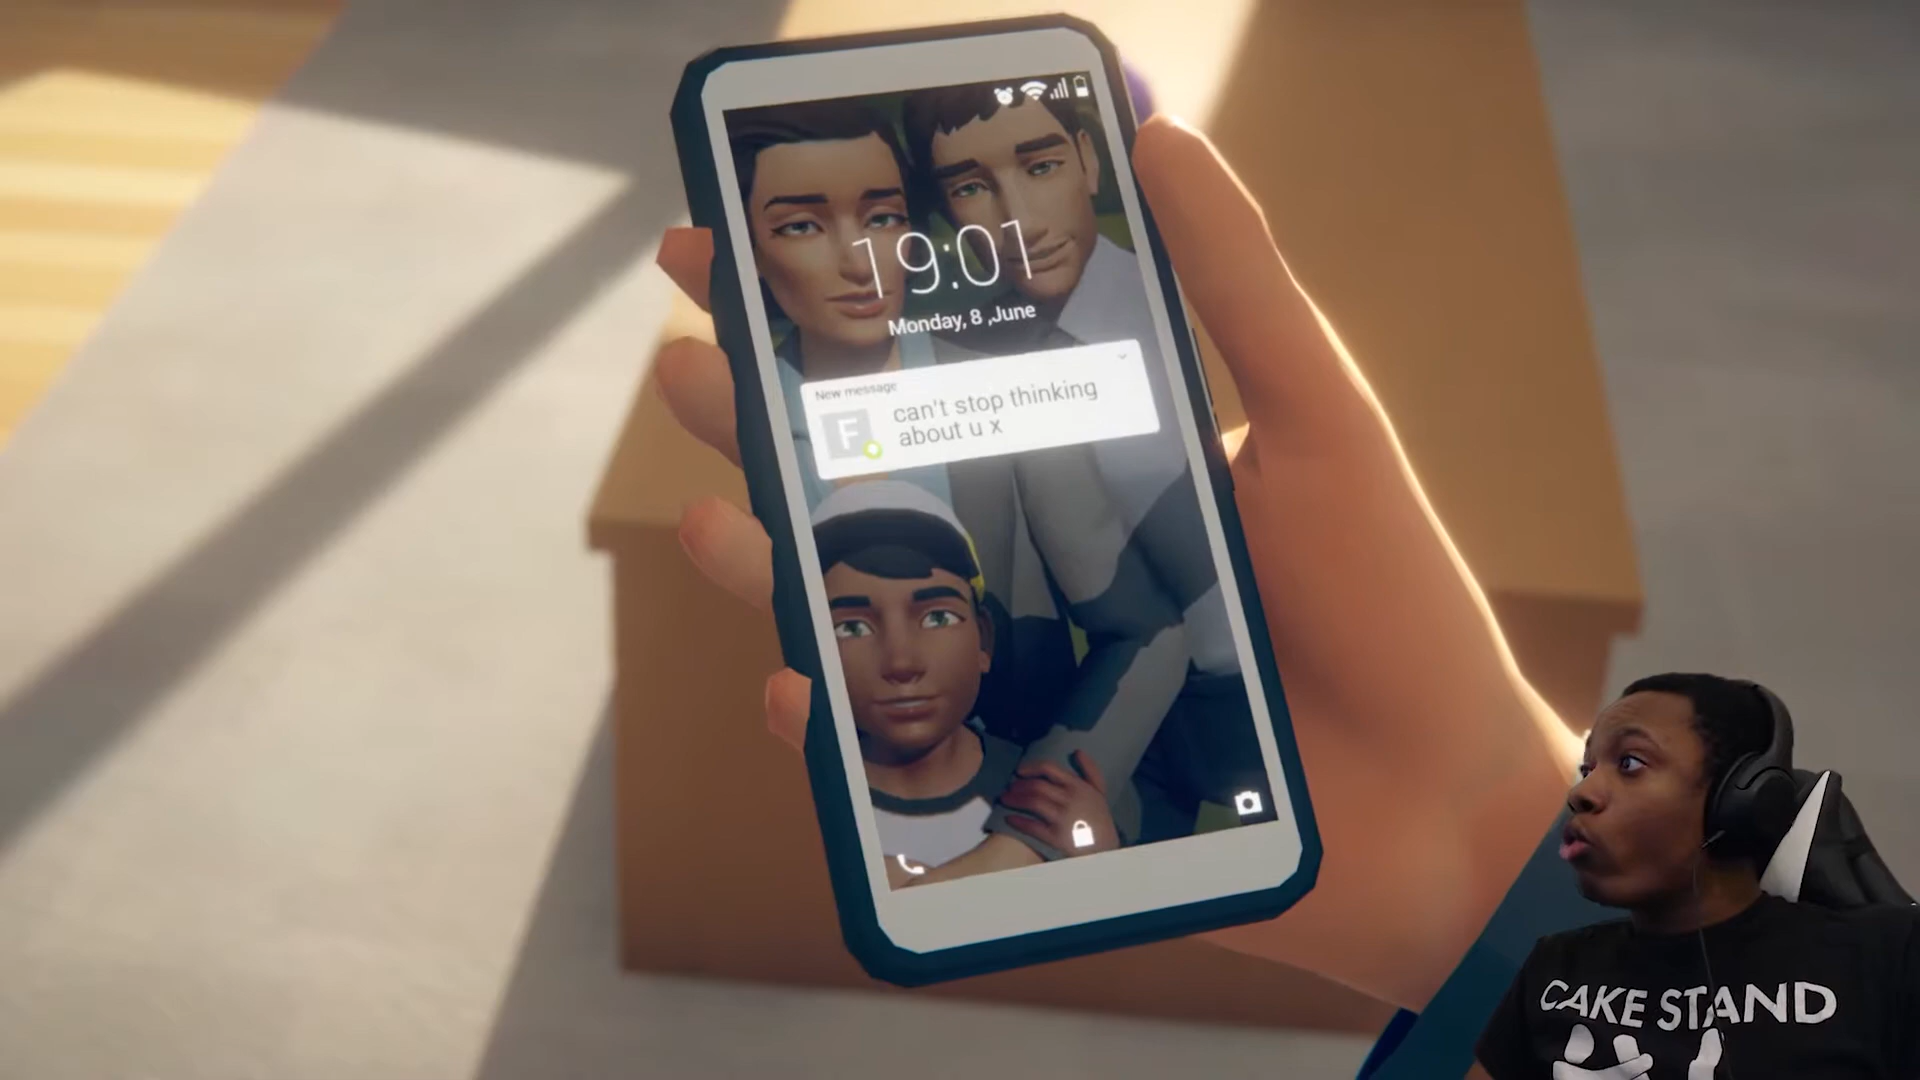 19:01
Monday, 8 ,June
New message
F
can't stop thinking
about u x
CAKE STAND